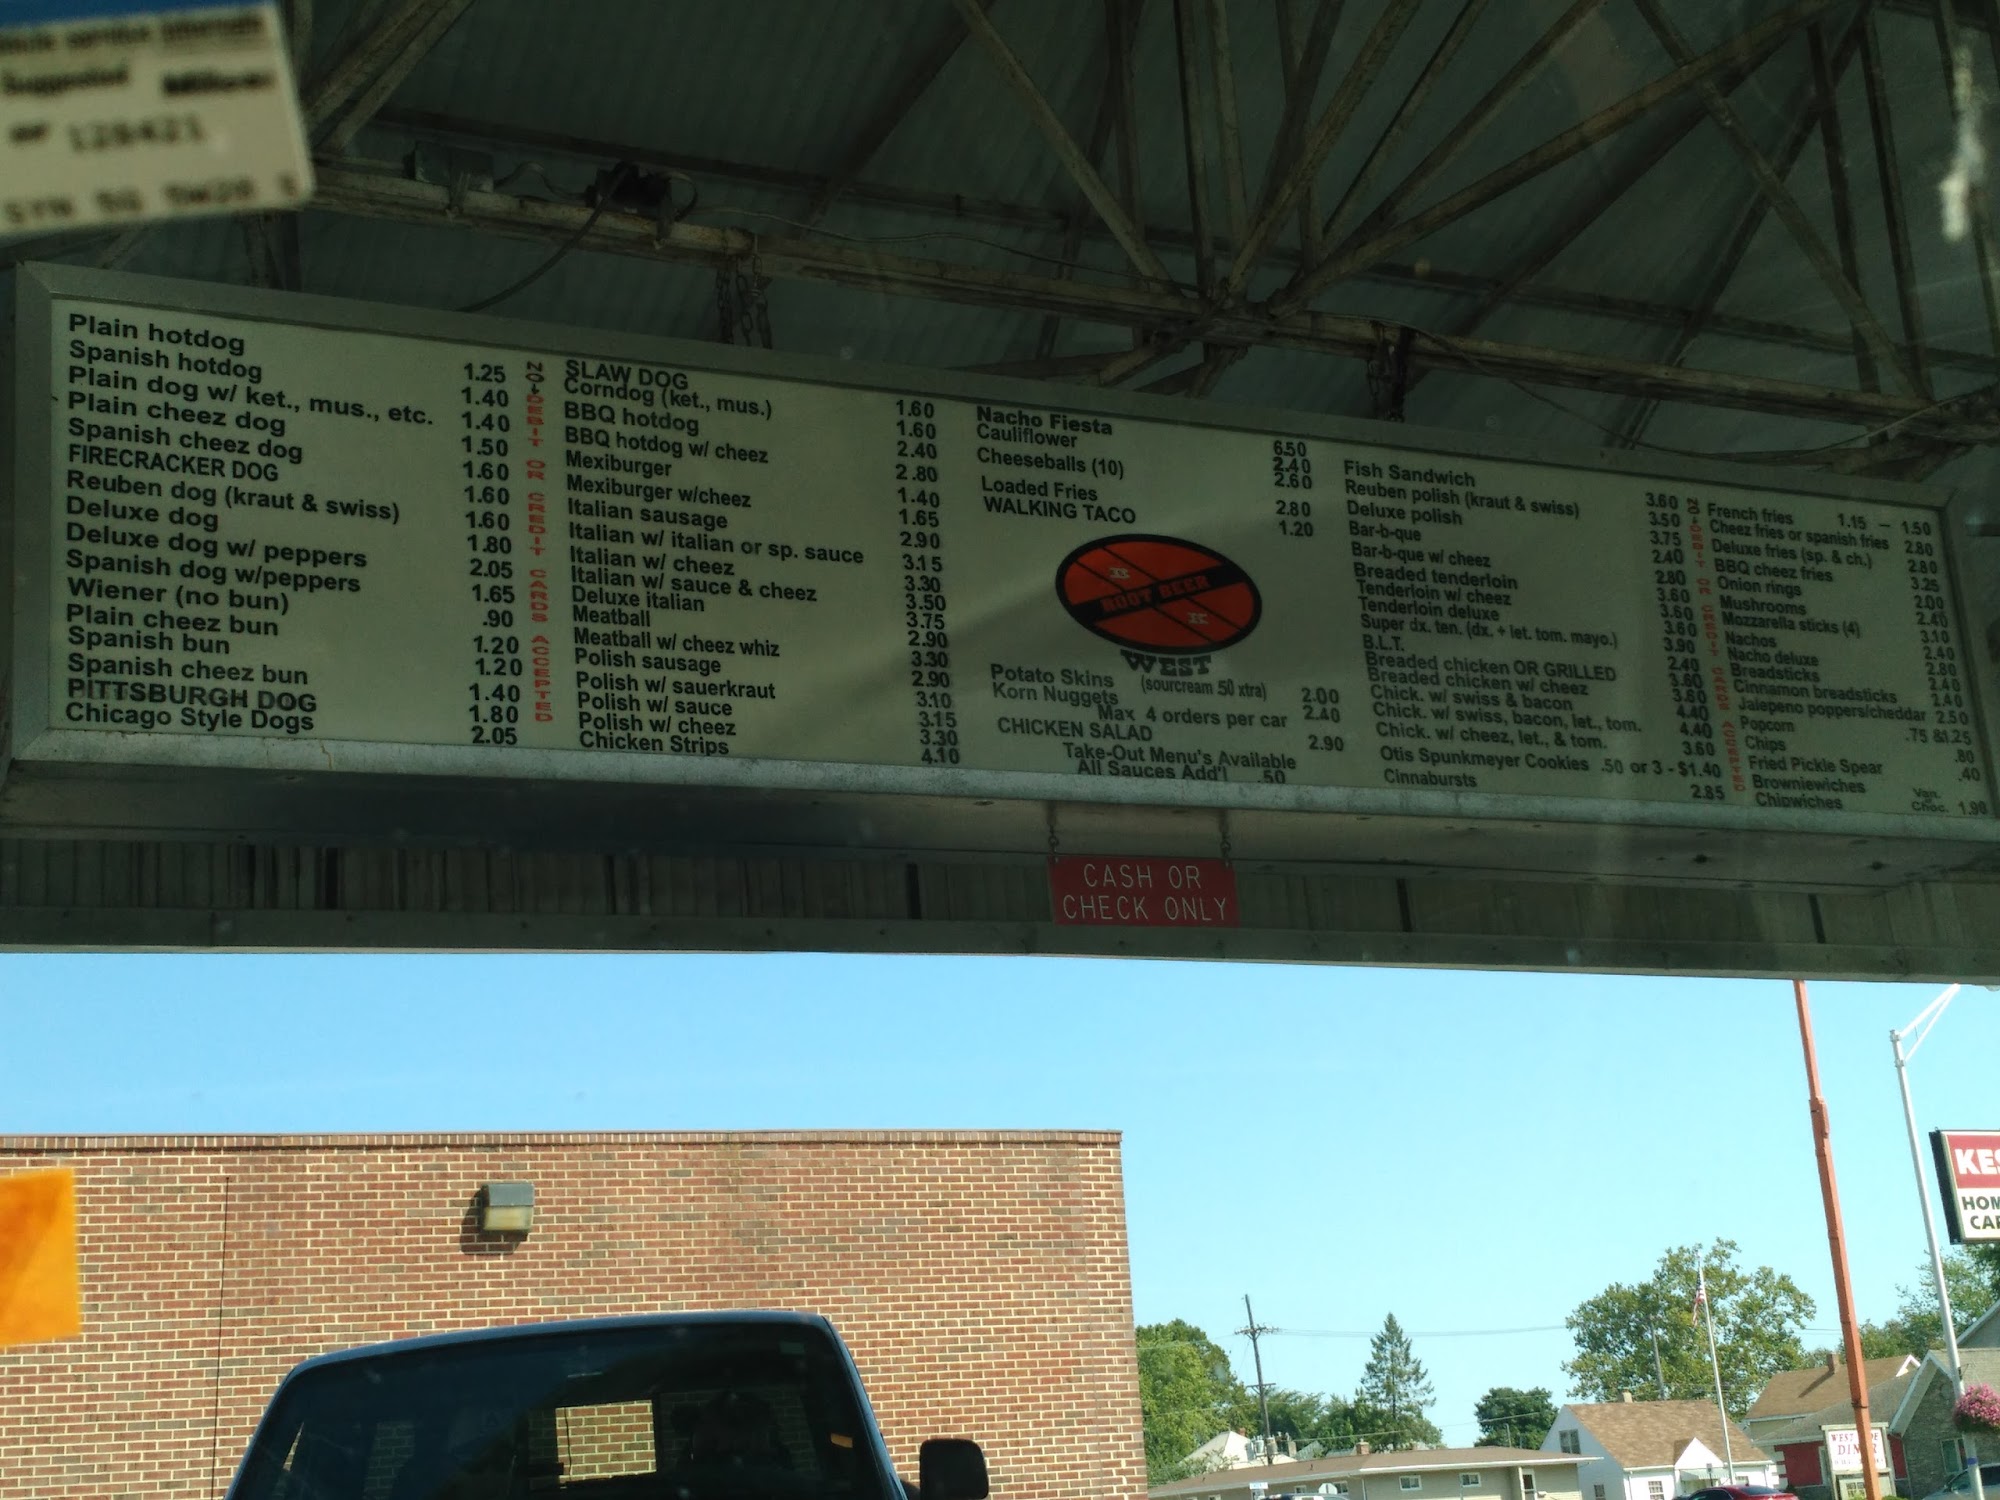 Plain hotdog 1.25
Spanish hotdog 1.40
Plain dog w/ ket., mus., etc. 1.40
Plain cheez dog 1.50
Spanish cheez dog 1.60
FIRECRACKER DOG 1.60
Reuben dog (kraut & swiss) 1.60
Deluxe dog 1.80
Deluxe dog w/ peppers 2.05
Spanish dog w/peppers 1.65
Wiener (no bun) .90
Plain cheez bun 1.20
Spanish bun 1.20
Spanish cheez bun 1.40
PITTSBURGH DOG 1.80
Chicago Style Dogs 2.05
NO DEBIT OR CREDIT CARDS ACCEPTED
SLAW DOG 1.60
Corndog (ket., mus.) 1.60
BBQ hotdog 2.40
BBQ hotdog w/ cheez 2.80
Mexiburger 1.40
Mexiburger w/cheez 1.65
Italian sausage 2.90
Italian w/ italian or sp. sauce 3.15
Italian w/ cheez 3.30
Italian w/ sauce & cheez 3.50
Deluxe italian 3.75
Meatball 2.90
Meatball w/ cheez whiz 3.30
Polish sausage 2.90
Polish w/ sauerkraut 3.10
Polish w/ sauce 3.15
Polish w/ cheez 3.30
Chicken Strips 4.10
Nacho Fiesta 6.50
Cauliflower 2.40
Cheeseballs (10) 2.60
Loaded Fries 2.80
WALKING TACO 1.20
ROOT BEER
WEST
Potato Skins (sourcream .50 xtra) 2.00
Korn Nuggets 2.40
Max 4 orders per car
CHICKEN SALAD 2.90
Take-Out Menu's Available
All Sauces Add'l .50
Fish Sandwich 3.60
Reuben polish (kraut & swiss) 3.50
Deluxe polish 3.75
Bar-b-que 2.40
Bar-b-que w/ cheez 2.80
Breaded tenderloin 3.60
Tenderloin w/ cheez 3.60
Tenderloin deluxe 3.60
Super dx. ten. (dx. + let. tom. mayo.) 3.90
B.L.T. 2.40
Breaded chicken OR GRILLED 3.60
Breaded chicken w/ cheez 3.60
Chick. w/ swiss & bacon 4.40
Chick. w/ swiss, bacon, let., tom. 4.40
Chick. w/ cheez, let., & tom. 3.60
Otis Spunkmeyer Cookies .50 or 3 - $1.40
Cinnabursts 2.85
NO DEBIT OR CREDIT CARDS ACCEPTED
French fries 1.15 — 1.50
Cheez fries or spanish fries 2.80
Deluxe fries (sp. & ch.) 2.80
BBQ cheez fries 3.25
Onion rings 2.00
Mushrooms 2.40
Mozzarella sticks (4) 3.10
Nachos 2.40
Nacho deluxe 2.80
Breadsticks 2.40
Cinnamon breadsticks 2.40
Jalepeno poppers/cheddar 2.50
Popcorn .75 &1.25
Chips .80
Fried Pickle Spear .40
Browniewiches
Chipwiches Van. Choc. 1.90
CASH OR
CHECK ONLY
Suggested
126421
KES
HOM
CAR
WEST
DINER